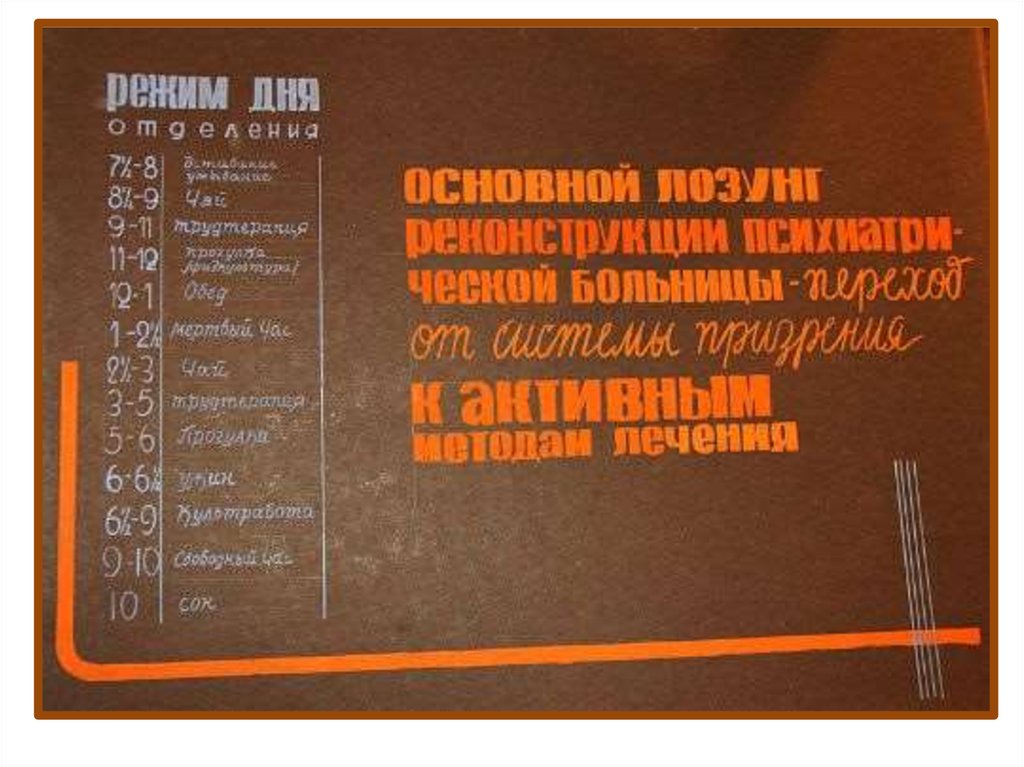 режим дня
отделения
7½-8 Вставание
умывание
8½-9 Чай
9-11 трудтерапия
11-12 прогулка
/физкультура/
12-1 Обед
1-2½ мертвый час
2½-3 Чай
3-5 трудтерапия
5-6 Прогулка
6-6½ ужин
6½-9 Культработа
9-10 Свободный час
10 сон
ОСНОВНОЙ ЛОЗУНГ
РЕКОНСТРУКЦИИ ПСИХИАТРИ-
ЧЕСКОЙ БОЛЬНИЦЫ-переход
от системы призрения
К АКТИВНЫМ
методам лечения